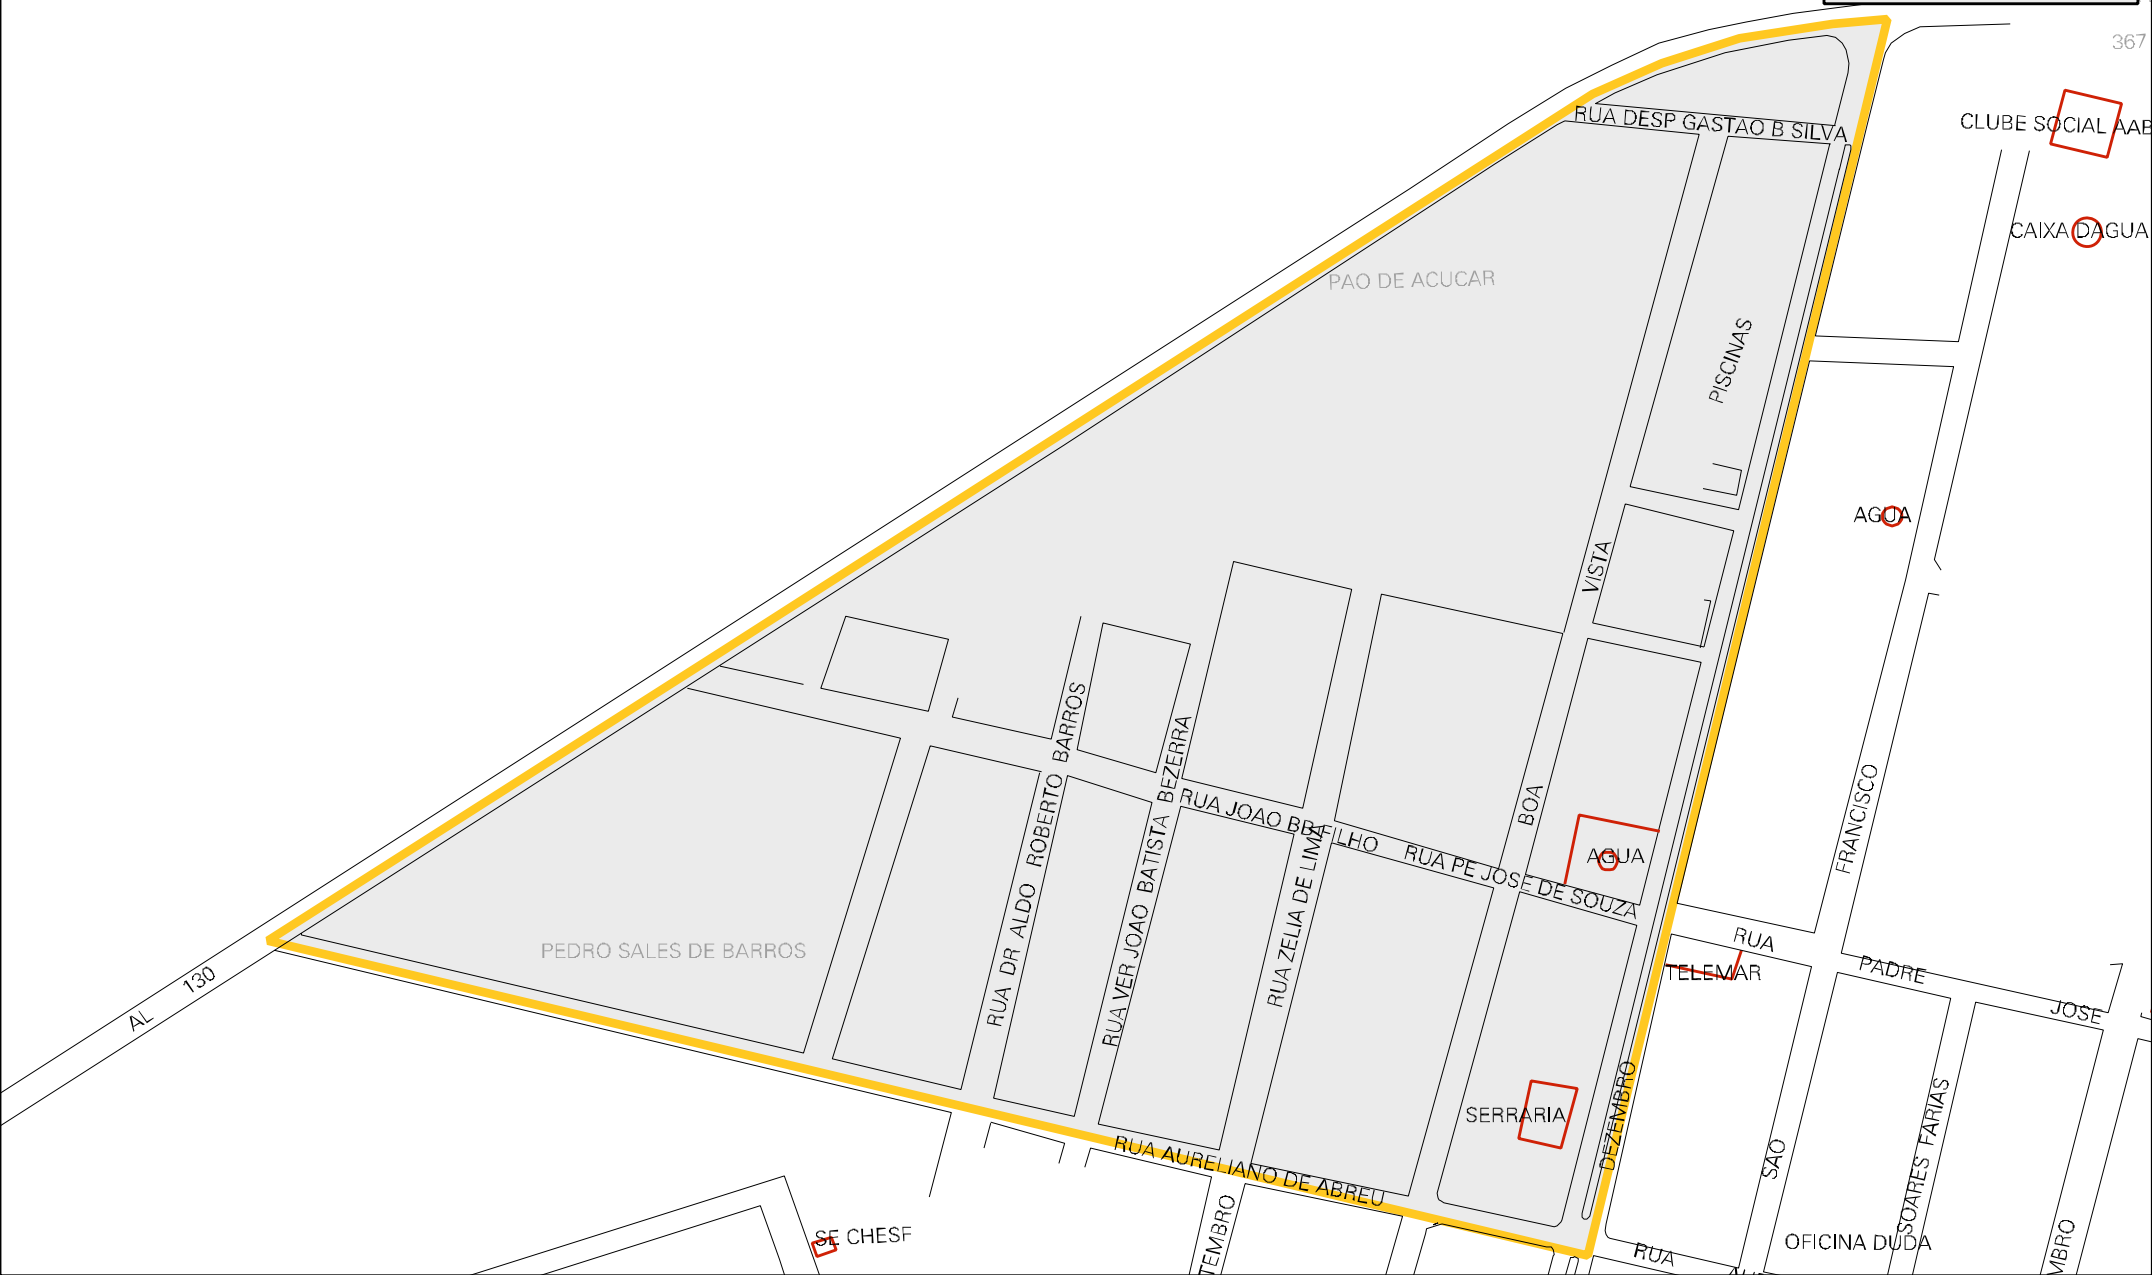 367
RUA DESP GASTAO B SILVA
CLUBE SOCIAL AAB
CAIXA DAGUA
PAO DE ACUCAR
PISCINAS
AGUA
VISTA
RUA DR ALDO ROBERTO BARROS
RUA VER JOAO BATISTA BEZERRA
RUA JOAO BB FILHO
RUA ZELIA DE LIMA
RUA PE JOSE DE SOUZA
BOA
AGUA
FRANCISCO
PEDRO SALES DE BARROS
AL 130
RUA PADRE JOSE
TELEMAR
SERRARIA
DEZEMBRO
RUA AURELIANO DE ABREU
SAO
SOARES FARIAS
SE CHESF
TEMBRO
RUA
OFICINA DUDA
MBRO